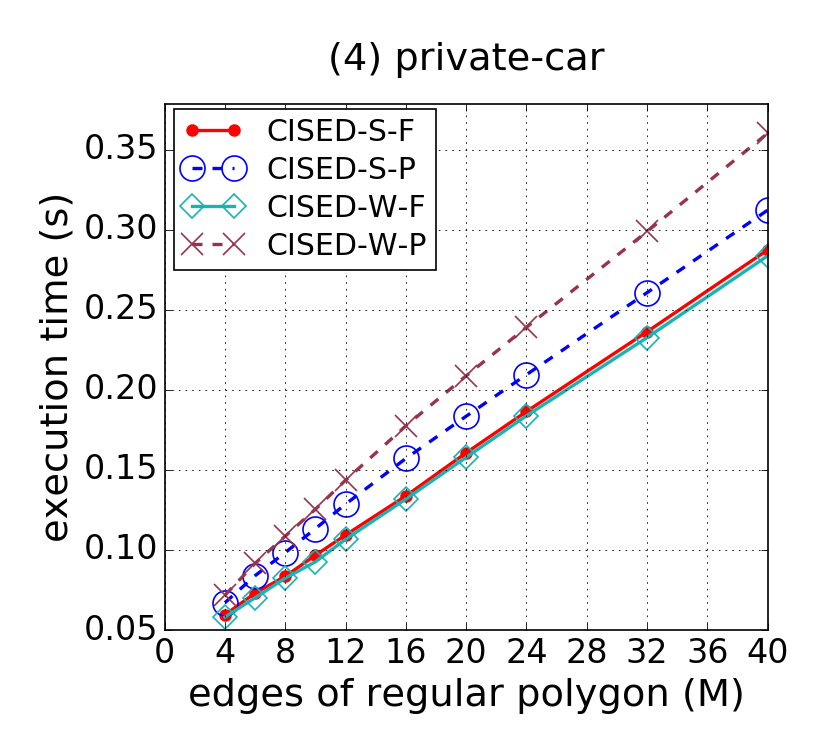 (4) private-car
CISED-S-F
CISED-S-P
CISED-W-F
CISED-W-P
execution time (s)
0.35
0.30
0.25
0.20
0.15
0.10
0.05
0 4 8 12 16 20 24 28 32 36 40
edges of regular polygon (M)